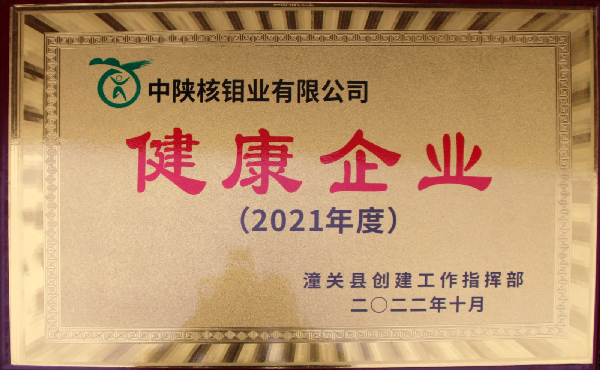 中陕核钼业有限公司
健康企业
（2021年度）
潼关县创建工作指挥部
二〇二二年十月